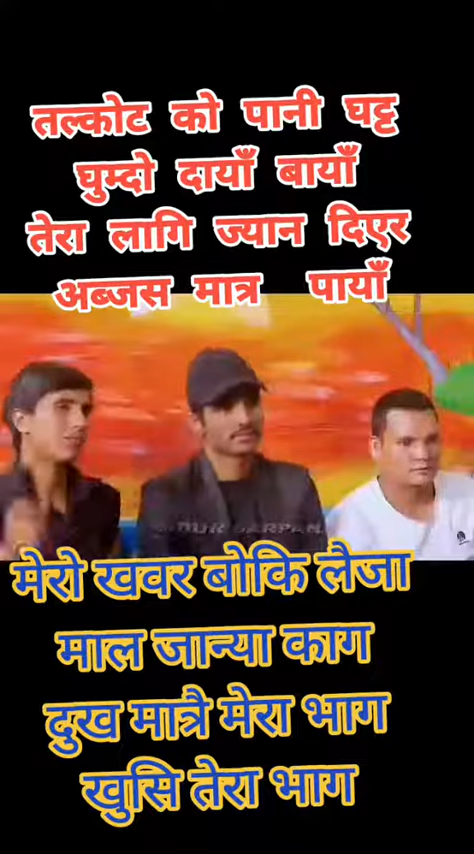 तल्कोट को पानी घट्ट
घुम्दो दायाँ बायाँ
तेरा लागि ज्यान दिएर
अब्जस मात्र पायाँ
मेरो खवर बोकि लैजा
माल जान्या काग
दुख मात्रै मेरा भाग
खुसि तेरा भाग